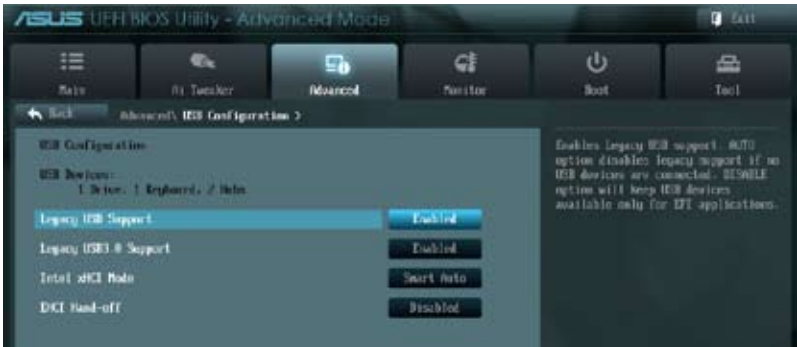 ASUS UEFI BIOS Utility - Advanced Mode
Exit
Main
Ai Tweaker
Advanced
Monitor
Boot
Tool
Back
Advanced\ USB Configuration >
USB Configuration
USB Devices:
1 Drive, 1 Keyboard, 2 Hubs
Legacy USB Support
Enabled
Legacy USB3.0 Support
Enabled
Intel xHCI Mode
Smart Auto
EHCI Hand-off
Disabled
Enables Legacy USB support. AUTO
option disables legacy support if no
USB devices are connected. DISABLE
option will keep USB devices
available only for EFI applications.